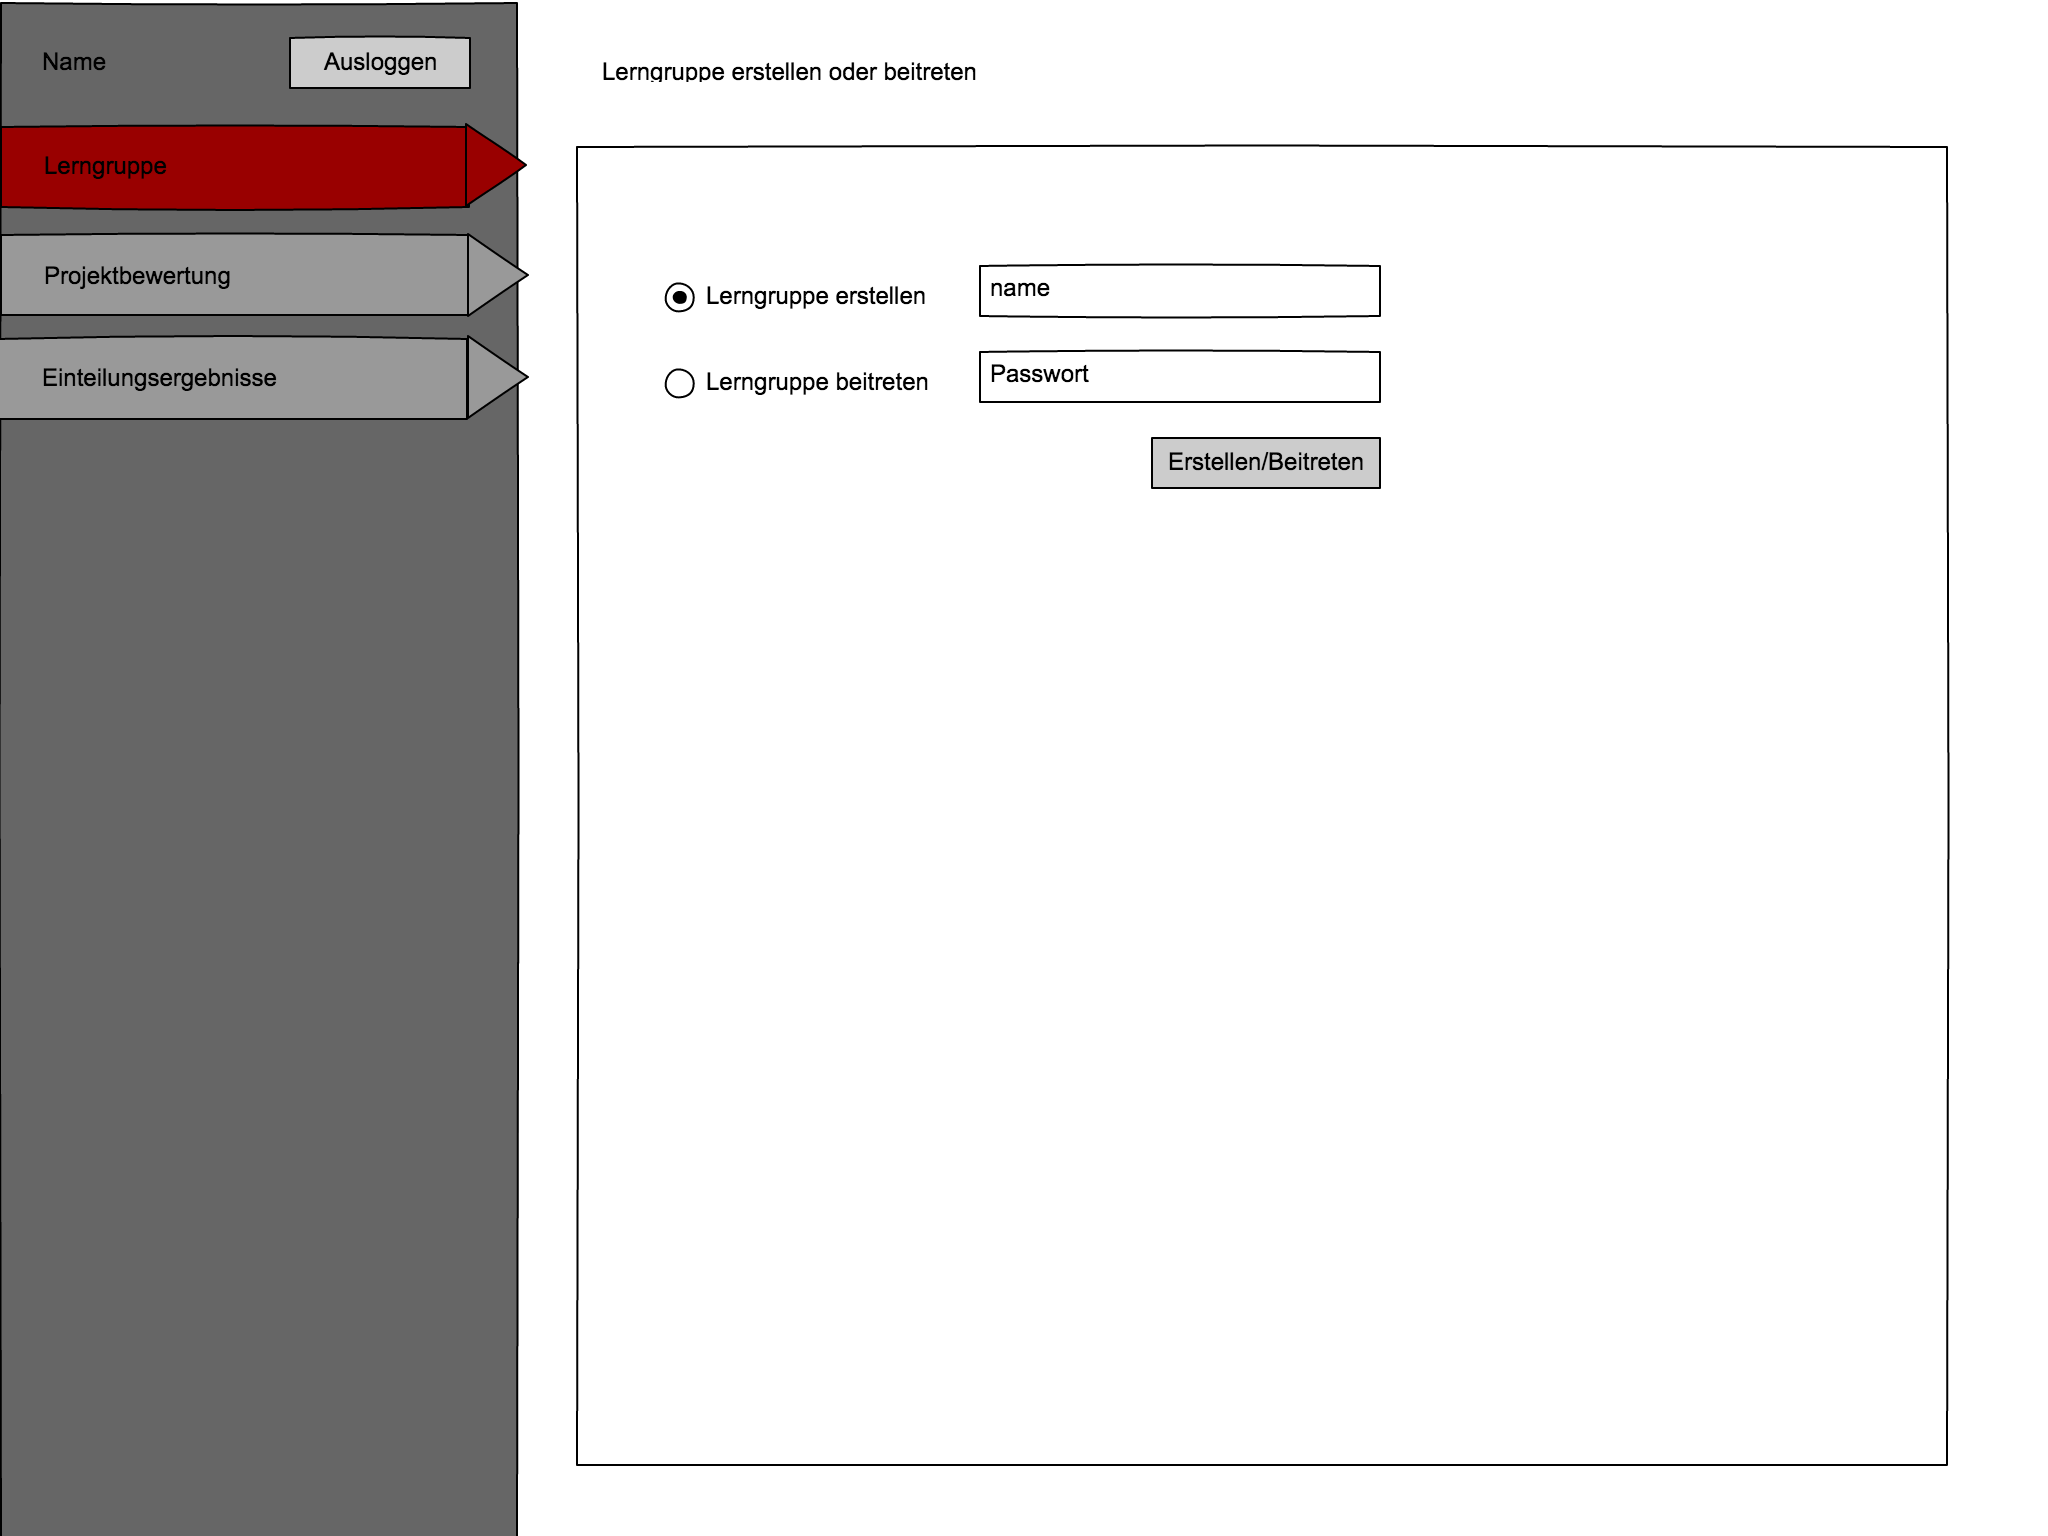 Name
Ausloggen
Lerngruppe
Projektbewertung
Einteilungsergebnisse
Lerngruppe erstellen oder beitreten
Lerngruppe erstellen
name
Lerngruppe beitreten
Passwort
Erstellen/Beitreten